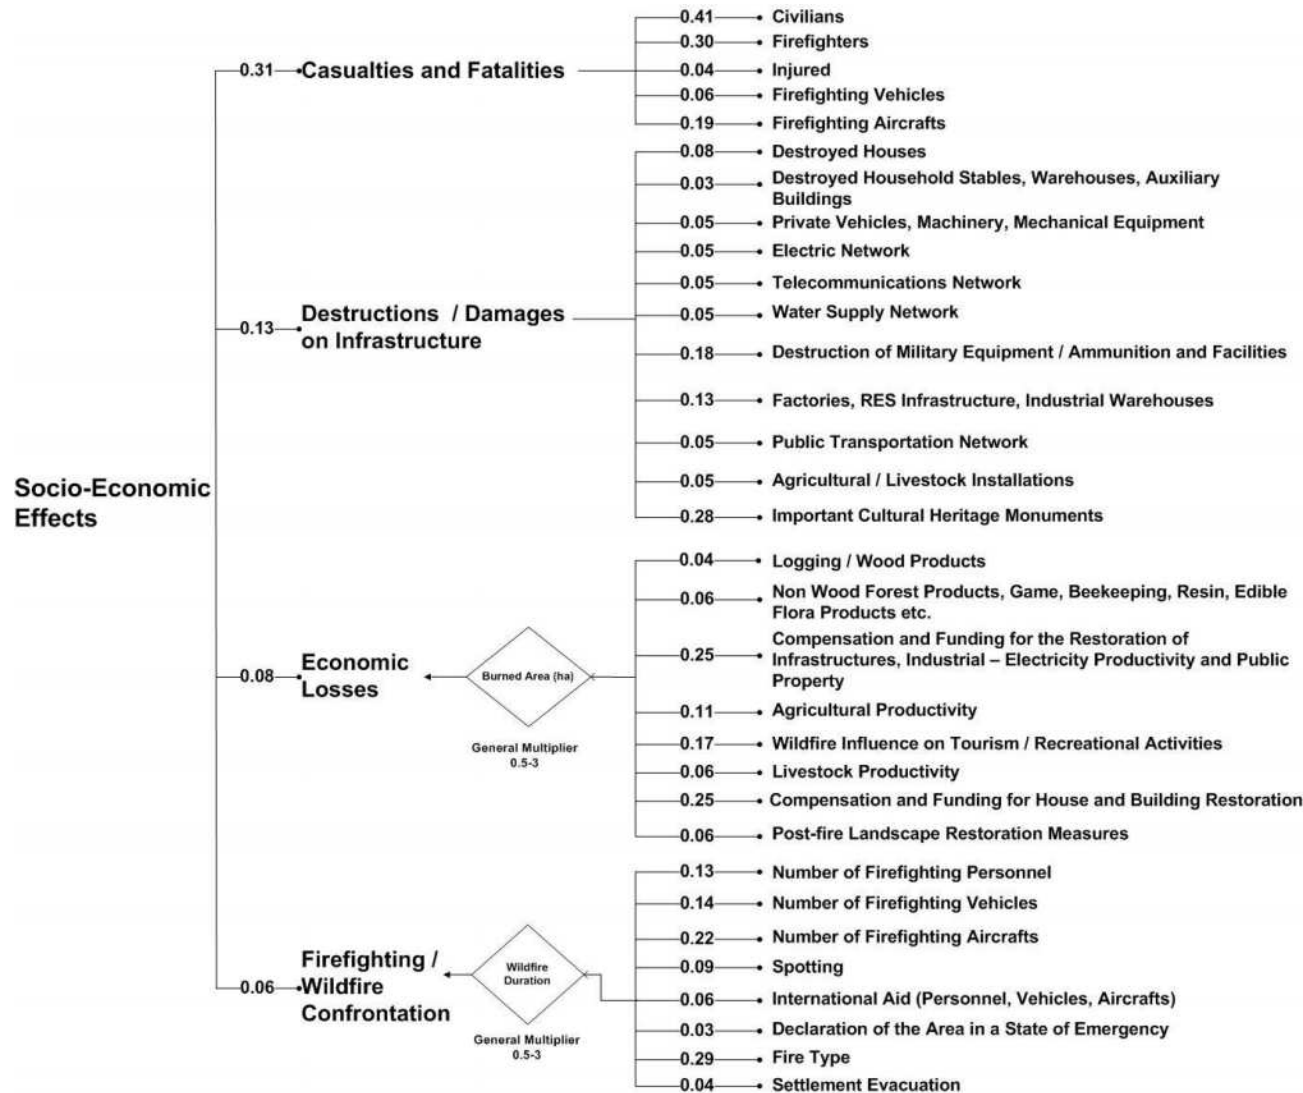 Socio-Economic
Effects
0.31
Casualties and Fatalities
0.41 Civilians
0.30 Firefighters
0.04 Injured
0.06 Firefighting Vehicles
0.19 Firefighting Aircrafts
0.13
Destructions / Damages
on Infrastructure
0.08 Destroyed Houses
0.03 Destroyed Household Stables, Warehouses, Auxiliary
Buildings
0.05 Private Vehicles, Machinery, Mechanical Equipment
0.05 Electric Network
0.05 Telecommunications Network
0.05 Water Supply Network
0.18 Destruction of Military Equipment / Ammunition and Facilities
0.13 Factories, RES Infrastructure, Industrial Warehouses
0.05 Public Transportation Network
0.05 Agricultural / Livestock Installations
0.28 Important Cultural Heritage Monuments
0.08
Economic
Losses
Burned Area (ha)
General Multiplier
0.5-3
0.04 Logging / Wood Products
0.06 Non Wood Forest Products, Game, Beekeeping, Resin, Edible
Flora Products etc.
0.25 Compensation and Funding for the Restoration of
Infrastructures, Industrial – Electricity Productivity and Public
Property
0.11 Agricultural Productivity
0.17 Wildfire Influence on Tourism / Recreational Activities
0.06 Livestock Productivity
0.25 Compensation and Funding for House and Building Restoration
0.06 Post-fire Landscape Restoration Measures
0.06
Firefighting /
Wildfire
Confrontation
Wildfire
Duration
General Multiplier
0.5-3
0.13 Number of Firefighting Personnel
0.14 Number of Firefighting Vehicles
0.22 Number of Firefighting Aircrafts
0.09 Spotting
0.06 International Aid (Personnel, Vehicles, Aircrafts)
0.03 Declaration of the Area in a State of Emergency
0.29 Fire Type
0.04 Settlement Evacuation